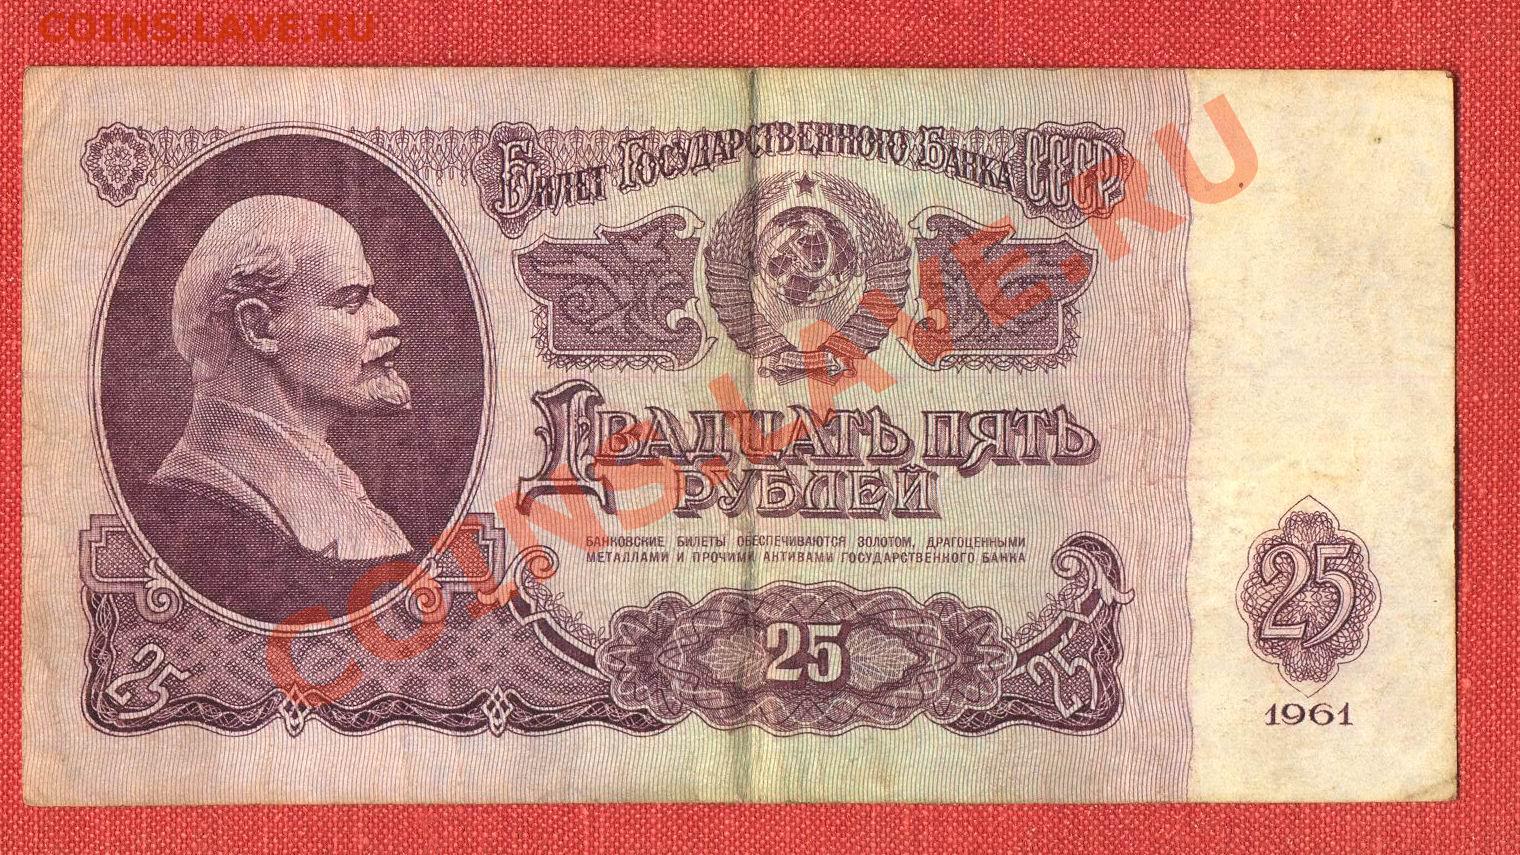 COINS.LAVE.RU
Билет Государственного Банка СССР
Двадцать пять
рублей
БАНКОВСКИЕ БИЛЕТЫ ОБЕСПЕЧИВАЮТСЯ ЗОЛОТОМ, ДРАГОЦЕННЫМИ
МЕТАЛЛАМИ И ПРОЧИМИ АКТИВАМИ ГОСУДАРСТВЕННОГО БАНКА
25
25
25
25
1961
COINS.LAVE.RU